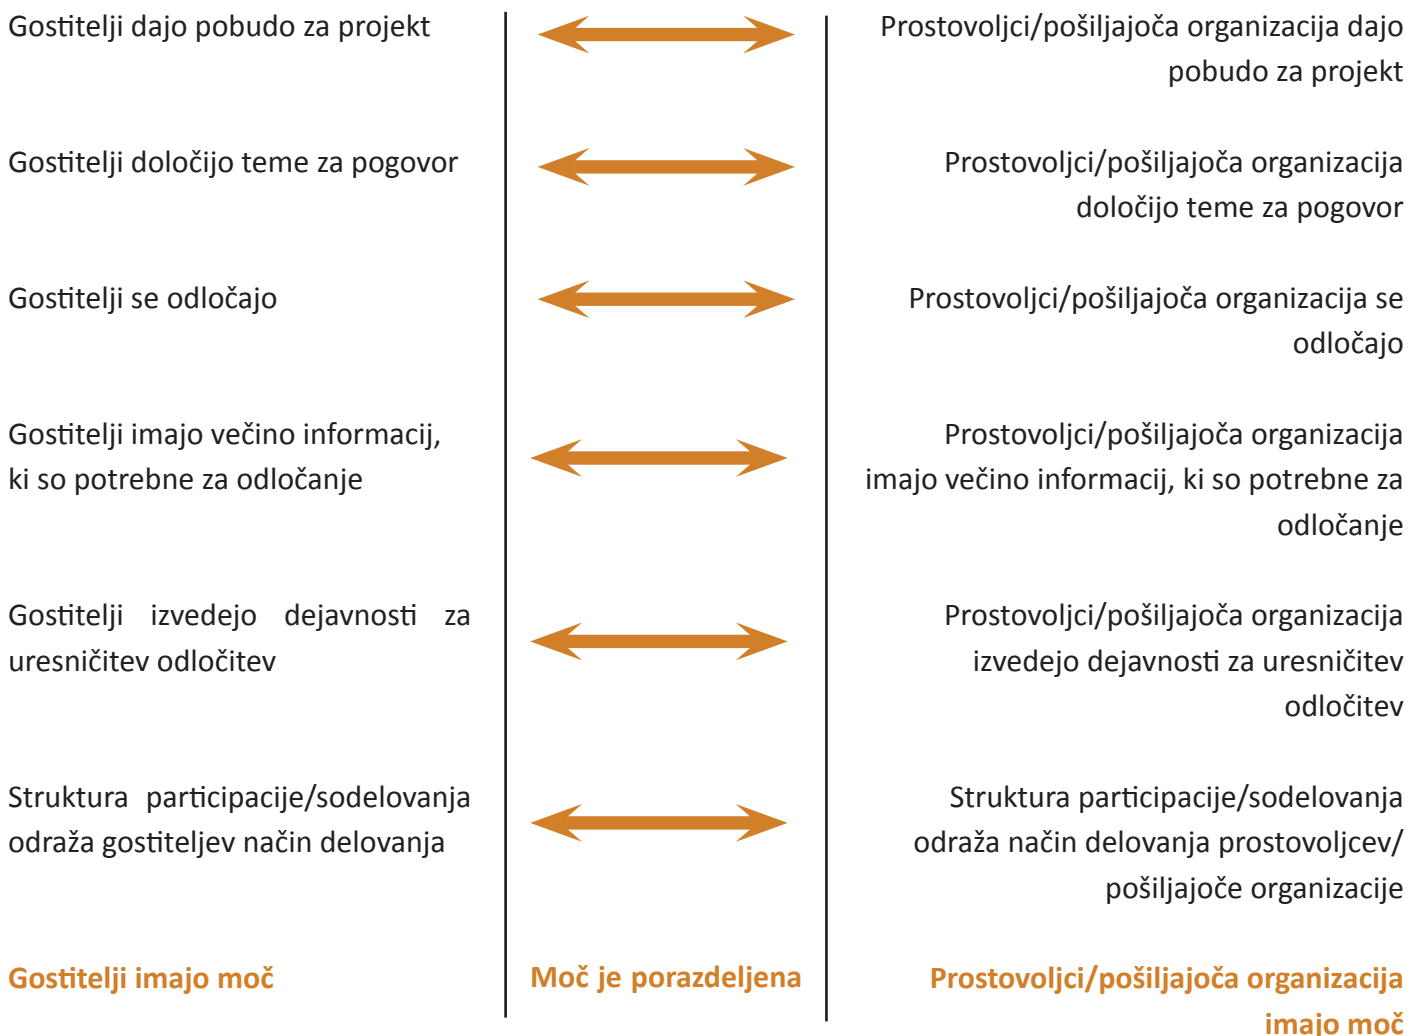 Gostitelji dajo pobudo za projekt
Prostovoljci/pošiljajoča organizacija dajo
pobudo za projekt
Gostitelji določijo teme za pogovor
Prostovoljci/pošiljajoča organizacija
določijo teme za pogovor
Gostitelji se odločajo
Prostovoljci/pošiljajoča organizacija se
odločajo
Gostitelji imajo večino informacij,
ki so potrebne za odločanje
Prostovoljci/pošiljajoča organizacija
imajo večino informacij, ki so potrebne za
odločanje
Gostitelji izvedejo dejavnosti za
uresničitev odločitev
Prostovoljci/pošiljajoča organizacija
izvedejo dejavnosti za uresničitev
odločitev
Struktura participacije/sodelovanja
odraža gostiteljev način delovanja
Struktura participacije/sodelovanja
odraža način delovanja prostovoljcev/
pošiljajoče organizacije
Gostitelji imajo moč
Moč je porazdeljena
Prostovoljci/pošiljajoča organizacija
imajo moč